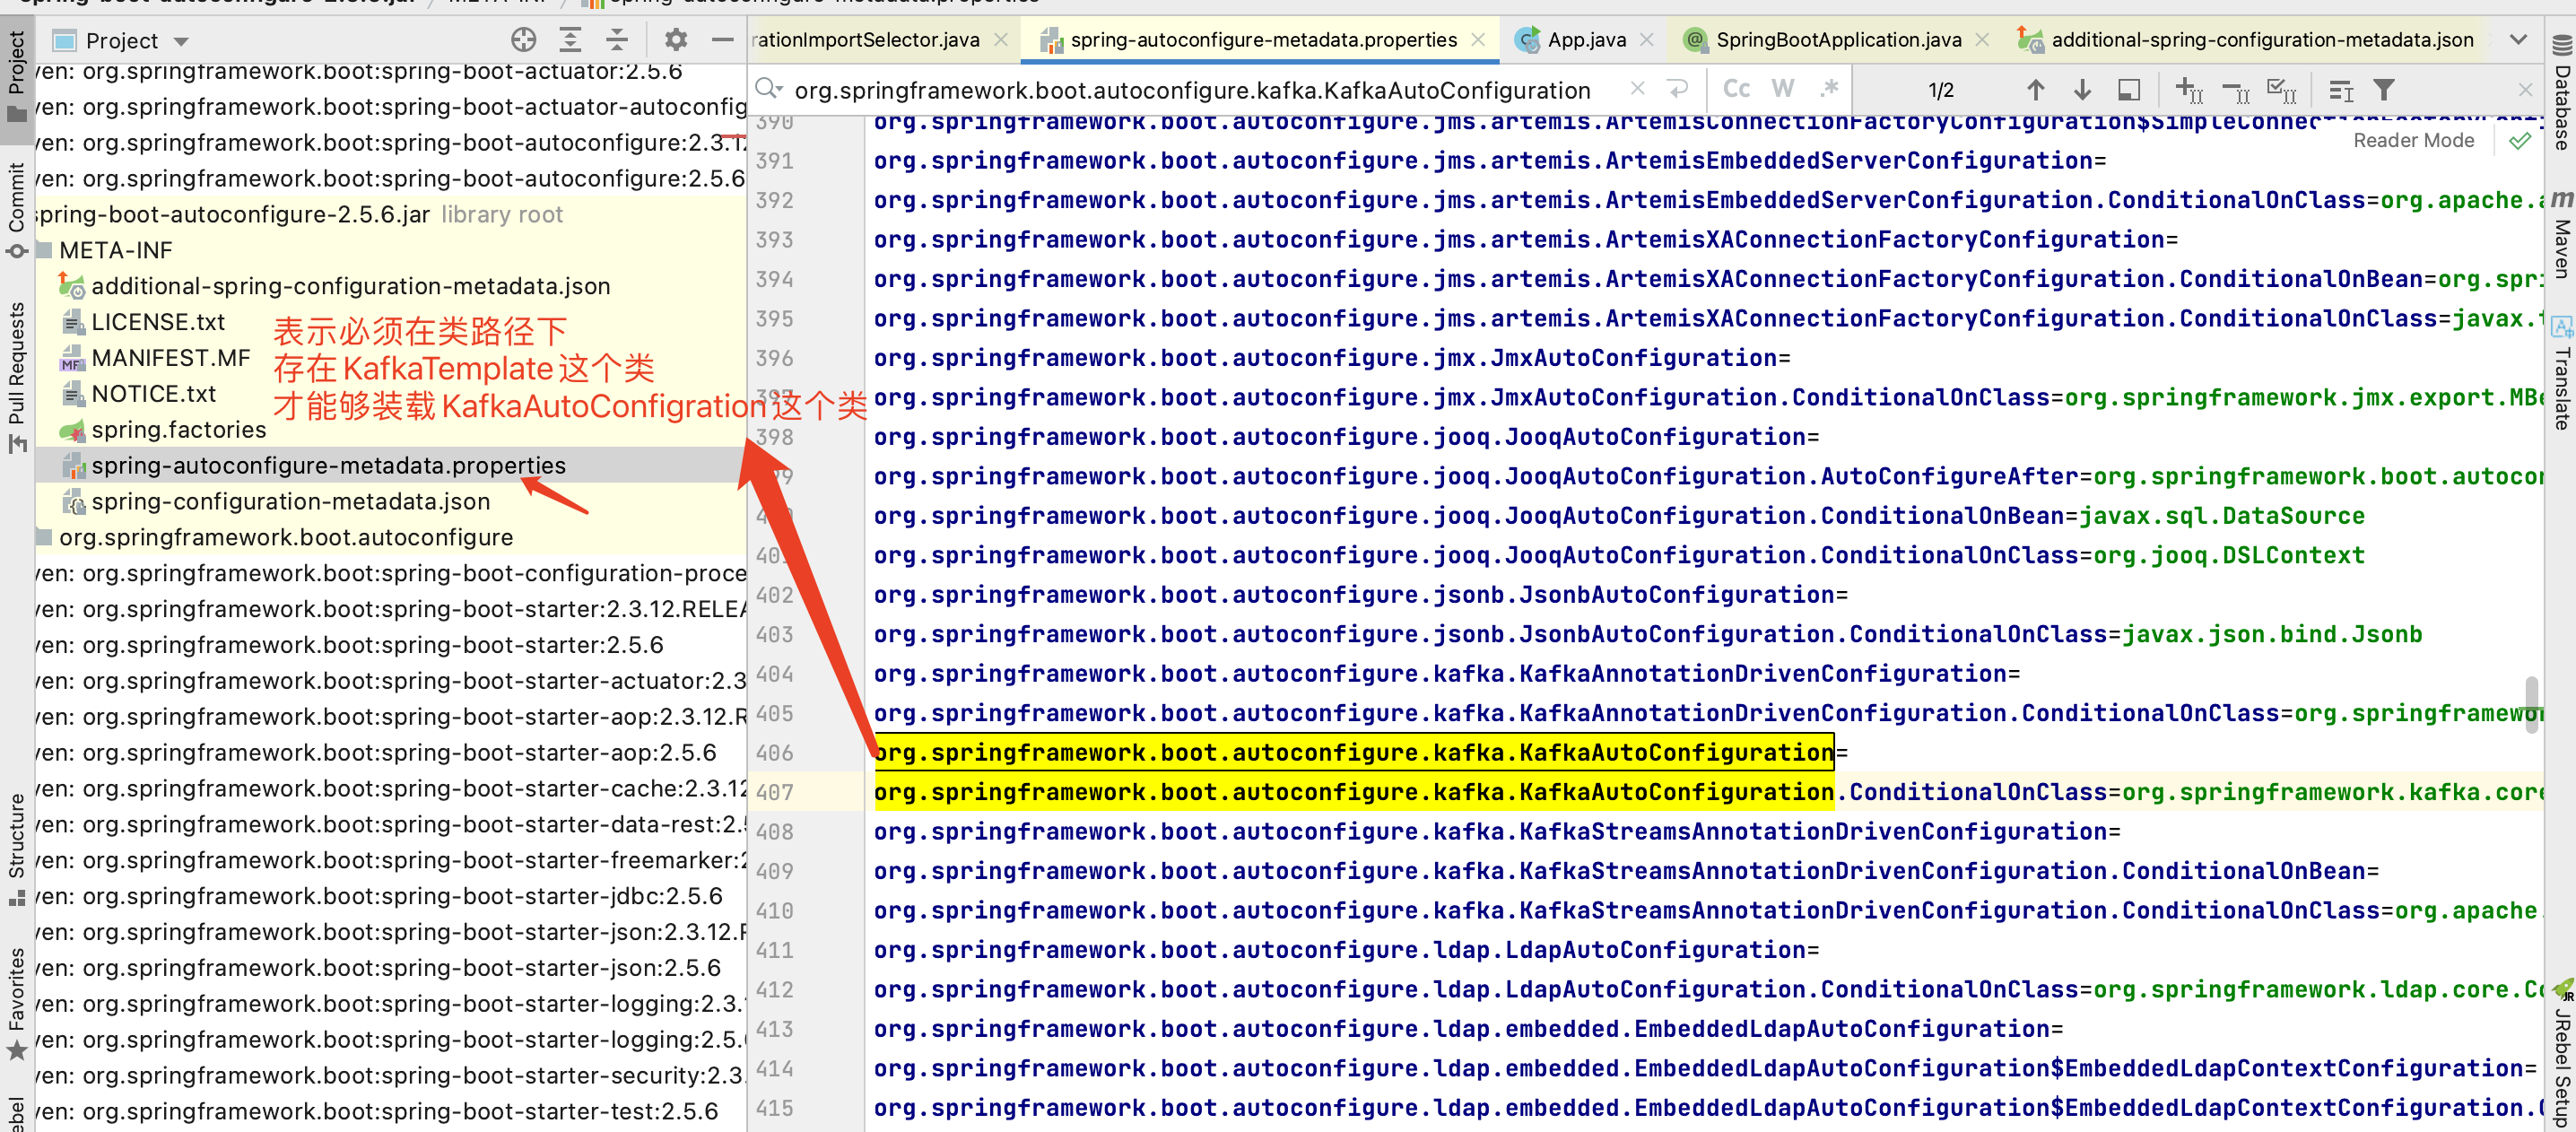 Project
rationImportSelector.java
spring-autoconfigure-metadata.properties
App.java
SpringBootApplication.java
additional-spring-configuration-metadata.json
org.springframework.boot.autoconfigure.kafka.KafkaAutoConfiguration
Cc
W
.*
1/2
Reader Mode
Project
Commit
Pull Requests
Structure
Favorites
ebel
ven: org.springframework.boot:spring-boot-actuator:2.5.6
ven: org.springframework.boot:spring-boot-actuator-autoconfig
ven: org.springframework.boot:spring-boot-autoconfigure:2.3.12
ven: org.springframework.boot:spring-boot-autoconfigure:2.5.6
spring-boot-autoconfigure-2.5.6.jar library root
META-INF
additional-spring-configuration-metadata.json
LICENSE.txt
MANIFEST.MF
NOTICE.txt
spring.factories
spring-autoconfigure-metadata.properties
spring-configuration-metadata.json
org.springframework.boot.autoconfigure
ven: org.springframework.boot:spring-boot-configuration-proce
ven: org.springframework.boot:spring-boot-starter:2.3.12.RELEA
ven: org.springframework.boot:spring-boot-starter:2.5.6
ven: org.springframework.boot:spring-boot-starter-actuator:2.3
ven: org.springframework.boot:spring-boot-starter-aop:2.3.12.R
ven: org.springframework.boot:spring-boot-starter-aop:2.5.6
ven: org.springframework.boot:spring-boot-starter-cache:2.3.12
ven: org.springframework.boot:spring-boot-starter-data-rest:2.5
ven: org.springframework.boot:spring-boot-starter-freemarker:2
ven: org.springframework.boot:spring-boot-starter-jdbc:2.5.6
ven: org.springframework.boot:spring-boot-starter-json:2.3.12.R
ven: org.springframework.boot:spring-boot-starter-json:2.5.6
ven: org.springframework.boot:spring-boot-starter-logging:2.3.
ven: org.springframework.boot:spring-boot-starter-logging:2.5.
ven: org.springframework.boot:spring-boot-starter-security:2.3.
ven: org.springframework.boot:spring-boot-starter-test:2.5.6
表示必须在类路径下
存在KafkaTemplate这个类
才能够装载KafkaAutoConfigration这个类
390 org.springframework.boot.autoconfigure.jms.artemis.ArtemisConnectionFactoryConfiguration$SimpleConnec
391 org.springframework.boot.autoconfigure.jms.artemis.ArtemisEmbeddedServerConfiguration=
392 org.springframework.boot.autoconfigure.jms.artemis.ArtemisEmbeddedServerConfiguration.ConditionalOnClass=org.apache.a
393 org.springframework.boot.autoconfigure.jms.artemis.ArtemisXAConnectionFactoryConfiguration=
394 org.springframework.boot.autoconfigure.jms.artemis.ArtemisXAConnectionFactoryConfiguration.ConditionalOnBean=org.spri
395 org.springframework.boot.autoconfigure.jms.artemis.ArtemisXAConnectionFactoryConfiguration.ConditionalOnClass=javax.t
396 org.springframework.boot.autoconfigure.jmx.JmxAutoConfiguration=
397 org.springframework.boot.autoconfigure.jmx.JmxAutoConfiguration.ConditionalOnClass=org.springframework.jmx.export.MBe
398 org.springframework.boot.autoconfigure.jooq.JooqAutoConfiguration=
org.springframework.boot.autoconfigure.jooq.JooqAutoConfiguration.AutoConfigureAfter=org.springframework.boot.autocon
org.springframework.boot.autoconfigure.jooq.JooqAutoConfiguration.ConditionalOnBean=javax.sql.DataSource
org.springframework.boot.autoconfigure.jooq.JooqAutoConfiguration.ConditionalOnClass=org.jooq.DSLContext
402 org.springframework.boot.autoconfigure.jsonb.JsonbAutoConfiguration=
403 org.springframework.boot.autoconfigure.jsonb.JsonbAutoConfiguration.ConditionalOnClass=javax.json.bind.Jsonb
404 org.springframework.boot.autoconfigure.kafka.KafkaAnnotationDrivenConfiguration=
405 org.springframework.boot.autoconfigure.kafka.KafkaAnnotationDrivenConfiguration.ConditionalOnClass=org.springframewor
406 org.springframework.boot.autoconfigure.kafka.KafkaAutoConfiguration=
407 org.springframework.boot.autoconfigure.kafka.KafkaAutoConfiguration.ConditionalOnClass=org.springframework.kafka.core
408 org.springframework.boot.autoconfigure.kafka.KafkaStreamsAnnotationDrivenConfiguration=
409 org.springframework.boot.autoconfigure.kafka.KafkaStreamsAnnotationDrivenConfiguration.ConditionalOnBean=
410 org.springframework.boot.autoconfigure.kafka.KafkaStreamsAnnotationDrivenConfiguration.ConditionalOnClass=org.apache.
411 org.springframework.boot.autoconfigure.ldap.LdapAutoConfiguration=
412 org.springframework.boot.autoconfigure.ldap.LdapAutoConfiguration.ConditionalOnClass=org.springframework.ldap.core.Co
413 org.springframework.boot.autoconfigure.ldap.embedded.EmbeddedLdapAutoConfiguration=
414 org.springframework.boot.autoconfigure.ldap.embedded.EmbeddedLdapAutoConfiguration$EmbeddedLdapContextConfiguration=
415 org.springframework.boot.autoconfigure.ldap.embedded.EmbeddedLdapAutoConfiguration$EmbeddedLdapContextConfiguration.
Database
Maven
Translate
JRebel Setup